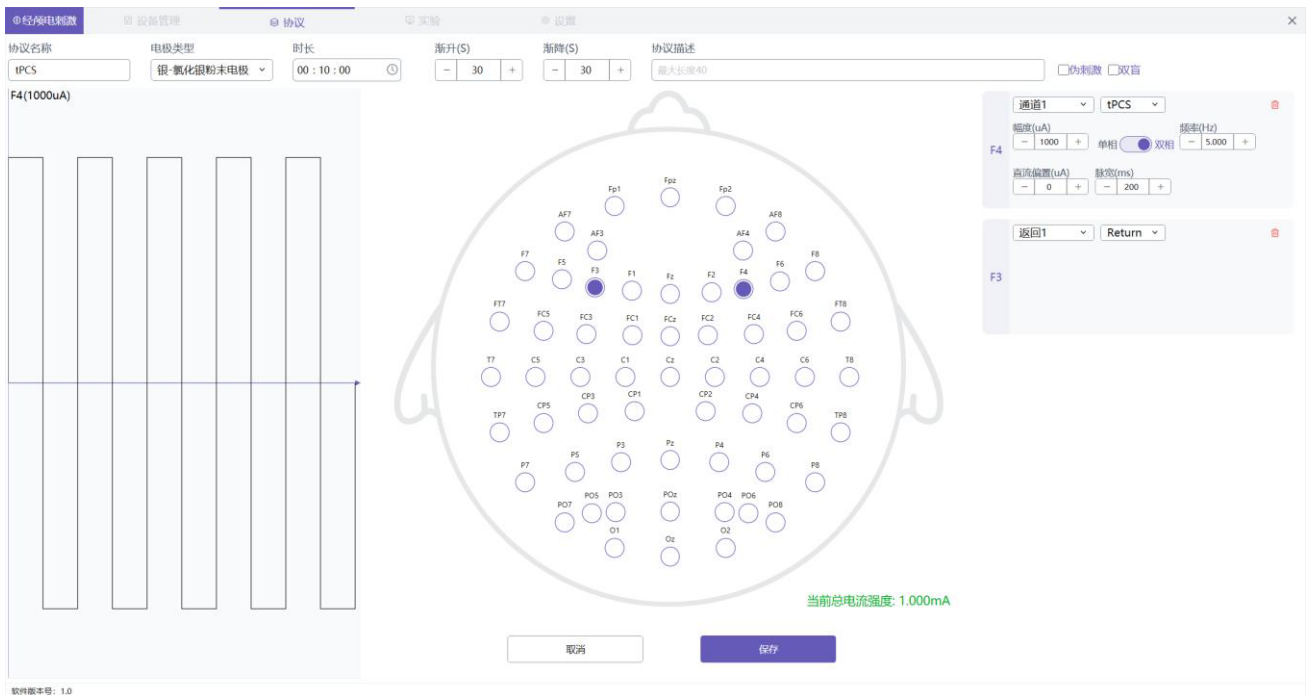 经颅电刺激 设备管理 协议 实验 设置
协议名称 电极类型 时长 渐升(S) 渐降(S) 协议描述
tPCS 银-氯化银粉末电极 00 : 10 : 00 − 30 + − 30 + 最大长度40 伪刺激 双盲
F4(1000uA)
通道1 tPCS
幅度(uA) 频率(Hz)
− 1000 + 单相 双相 − 5.000 +
F4
直流偏置(uA) 脉宽(ms)
− 0 + − 200 +
返回1 Return
F3
Fp1 Fpz Fp2
AF7 AF3 AF4 AF8
F7 F5 F3 F1 Fz F2 F4 F6 F8
FT7 FC5 FC3 FC1 FCz FC2 FC4 FC6 FT8
T7 C5 C3 C1 Cz C2 C4 C6 T8
TP7 CP5 CP3 CP1 CP2 CP4 CP6 TP8
P7 P5 P3 Pz P4 P6 P8
PO7 PO5 PO3 POz PO4 PO6 PO8
O1 Oz O2
当前总电流强度: 1.000mA
取消 保存
软件版本号: 1.0